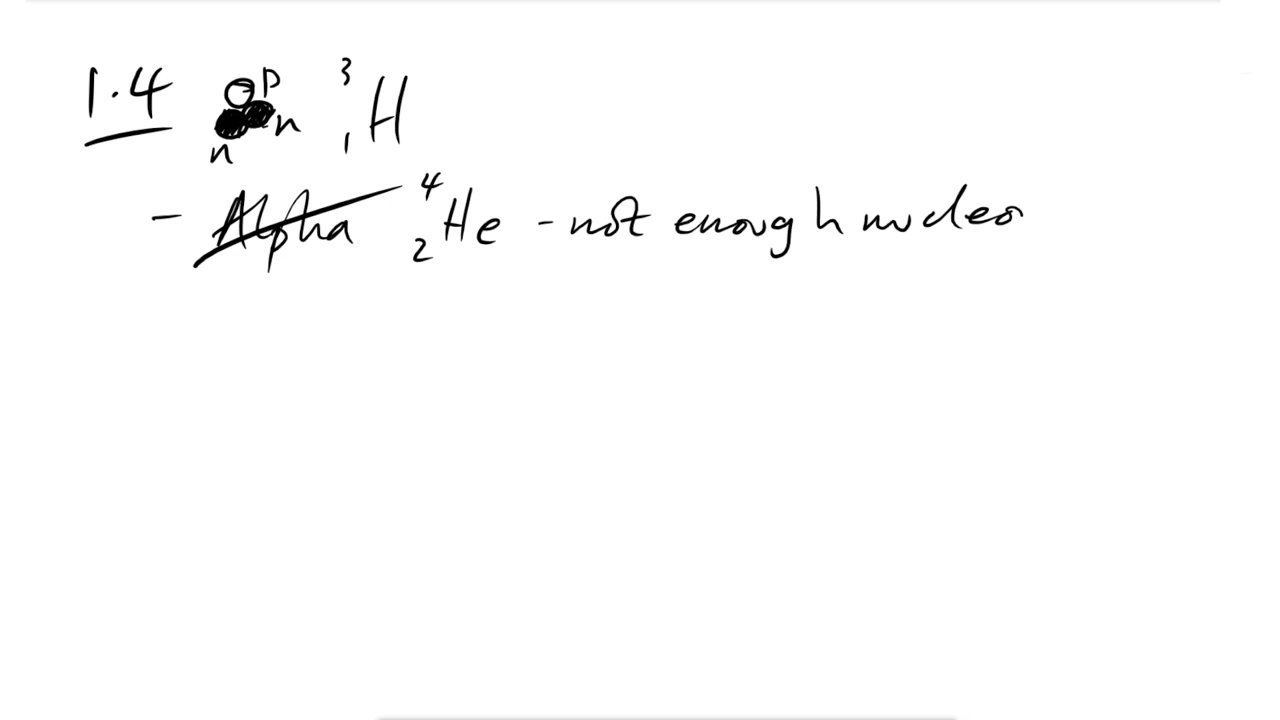 1.4 p n n ³₁H
- Alpha ⁴₂He - not enough nucleo